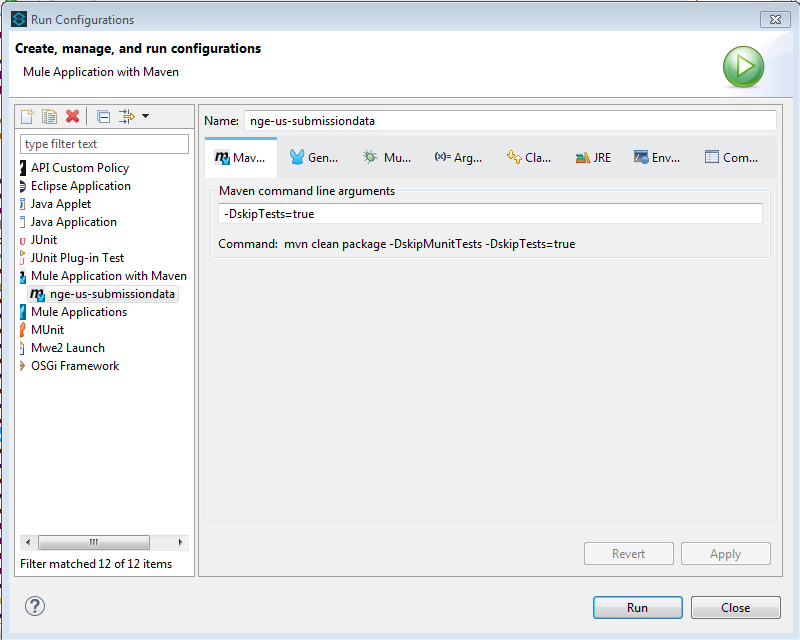 Run Configurations
Create, manage, and run configurations
Mule Application with Maven
type filter text
API Custom Policy
Eclipse Application
Java Applet
Java Application
JUnit
JUnit Plug-in Test
Mule Application with Maven
nge-us-submissiondata
Mule Applications
MUnit
Mwe2 Launch
OSGi Framework
Filter matched 12 of 12 items
Name: nge-us-submissiondata
Mav... Gen... Mu... (x)= Arg... Cla... JRE Env... Com...
Maven command line arguments
-DskipTests=true
Command: mvn clean package -DskipMunitTests -DskipTests=true
Revert Apply
? Run Close